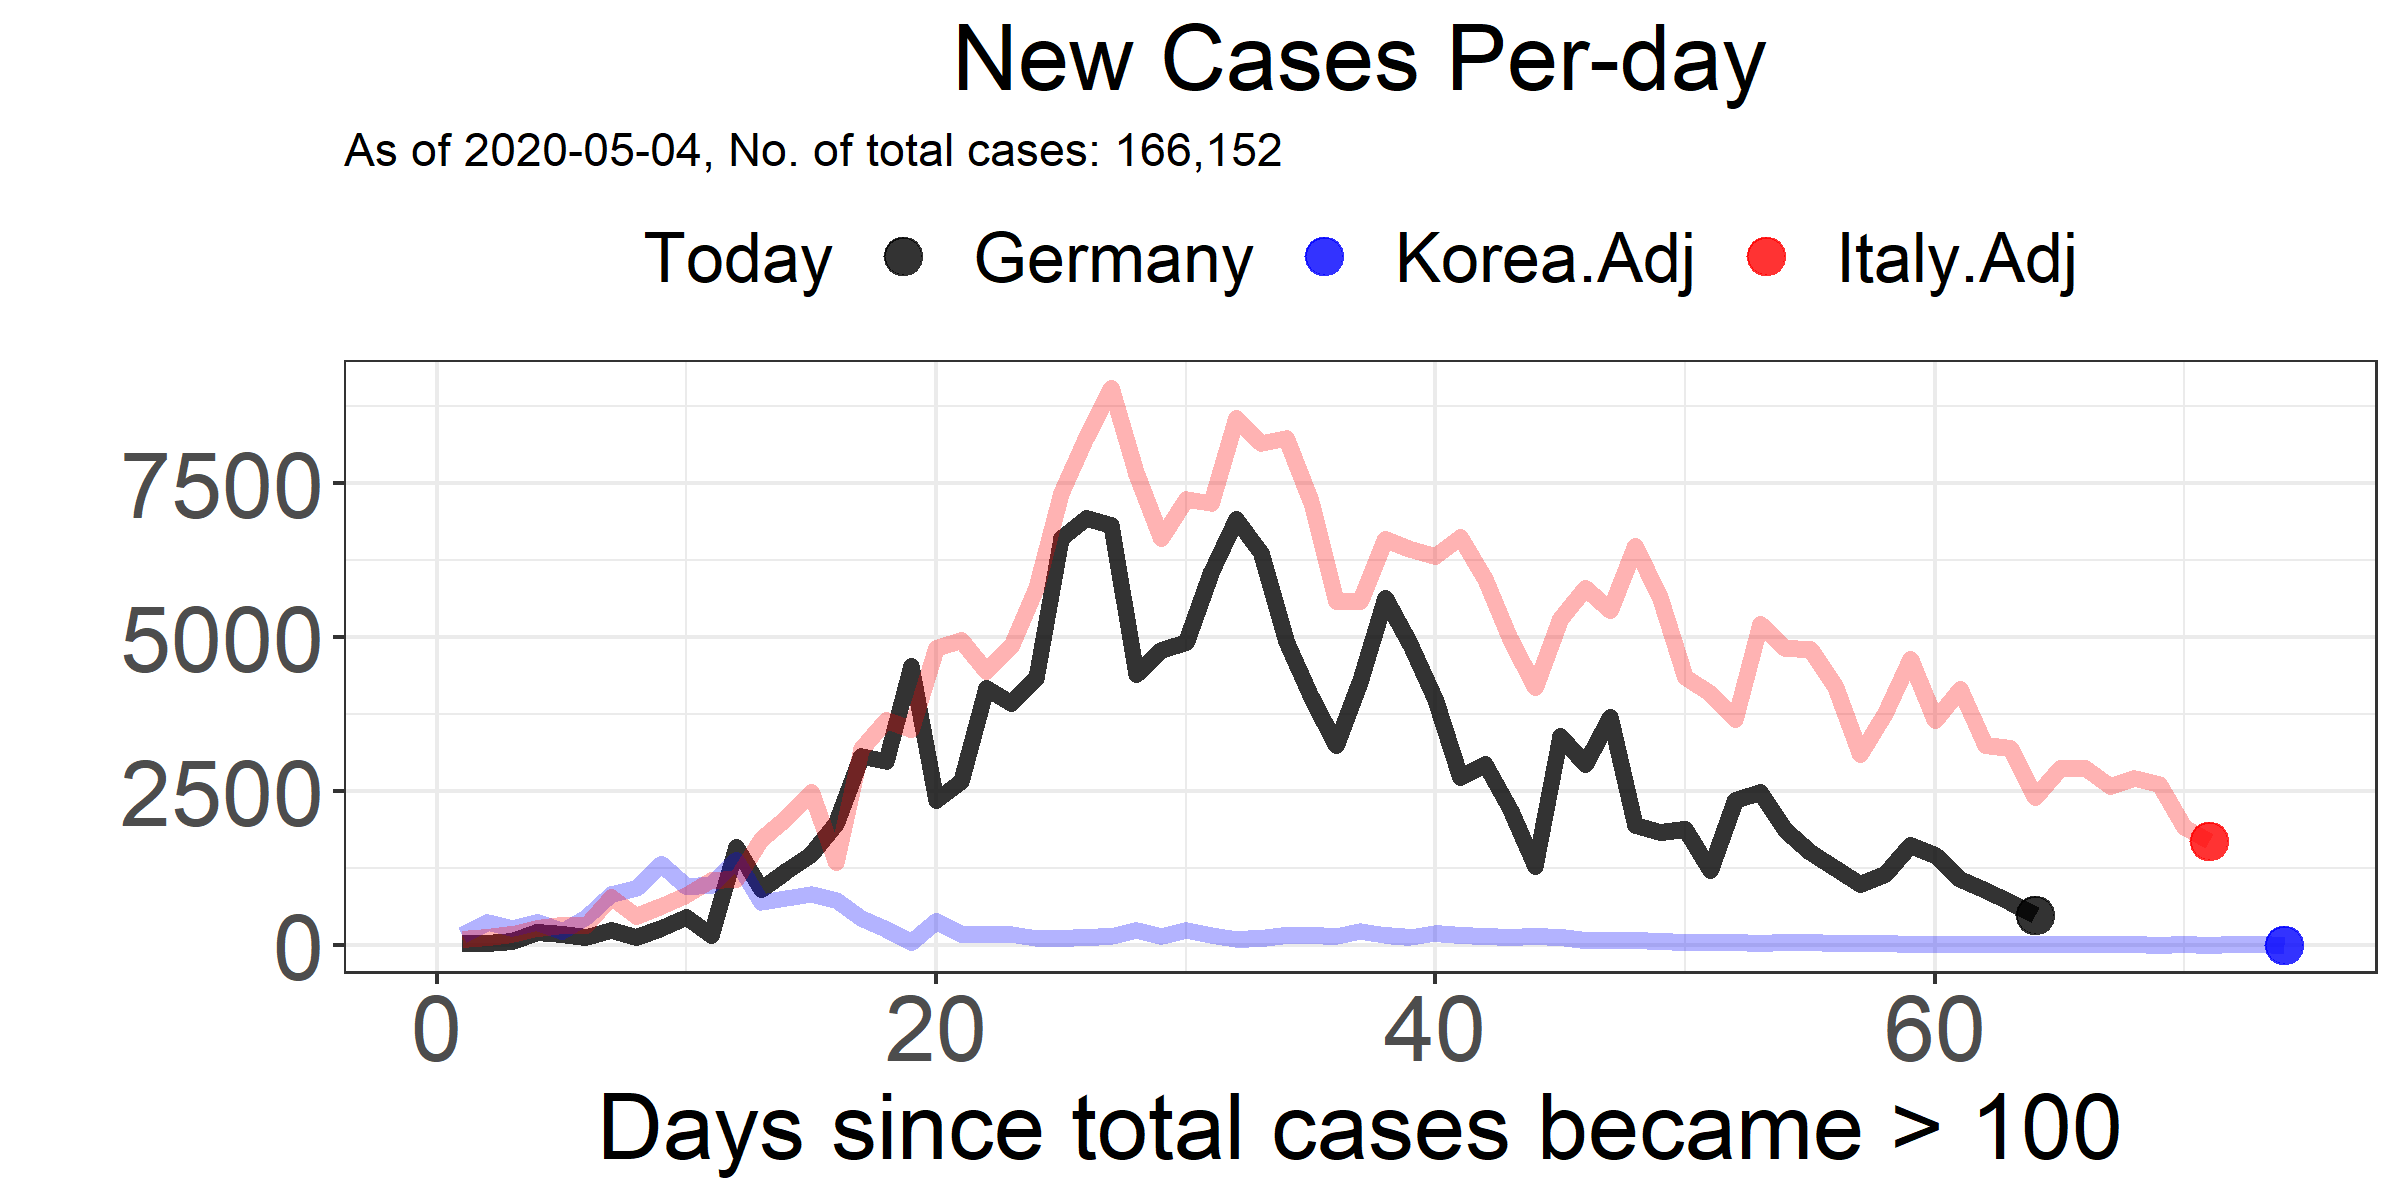 New Cases Per-day
As of 2020-05-04, No. of total cases: 166,152
Today Germany Korea.Adj Italy.Adj
7500
5000
2500
0
0 20 40 60
Days since total cases became > 100